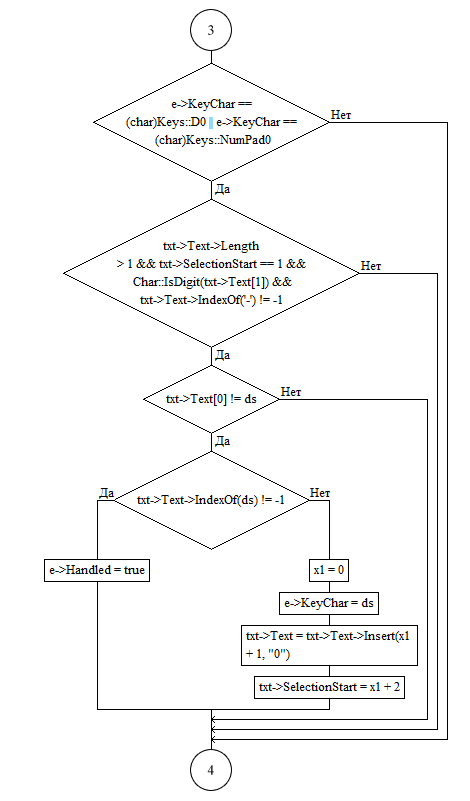 3
e->KeyChar ==
(char)Keys::D0 || e->KeyChar ==
(char)Keys::NumPad0
Нет
Да
txt->Text->Length
> 1 && txt->SelectionStart == 1 &&
Char::IsDigit(txt->Text[1]) &&
txt->Text->IndexOf('-') != -1
Нет
Да
txt->Text[0] != ds
Нет
Да
txt->Text->IndexOf(ds) != -1
Да
Нет
e->Handled = true
x1 = 0
e->KeyChar = ds
txt->Text = txt->Text->Insert(x1
+ 1, "0")
txt->SelectionStart = x1 + 2
4